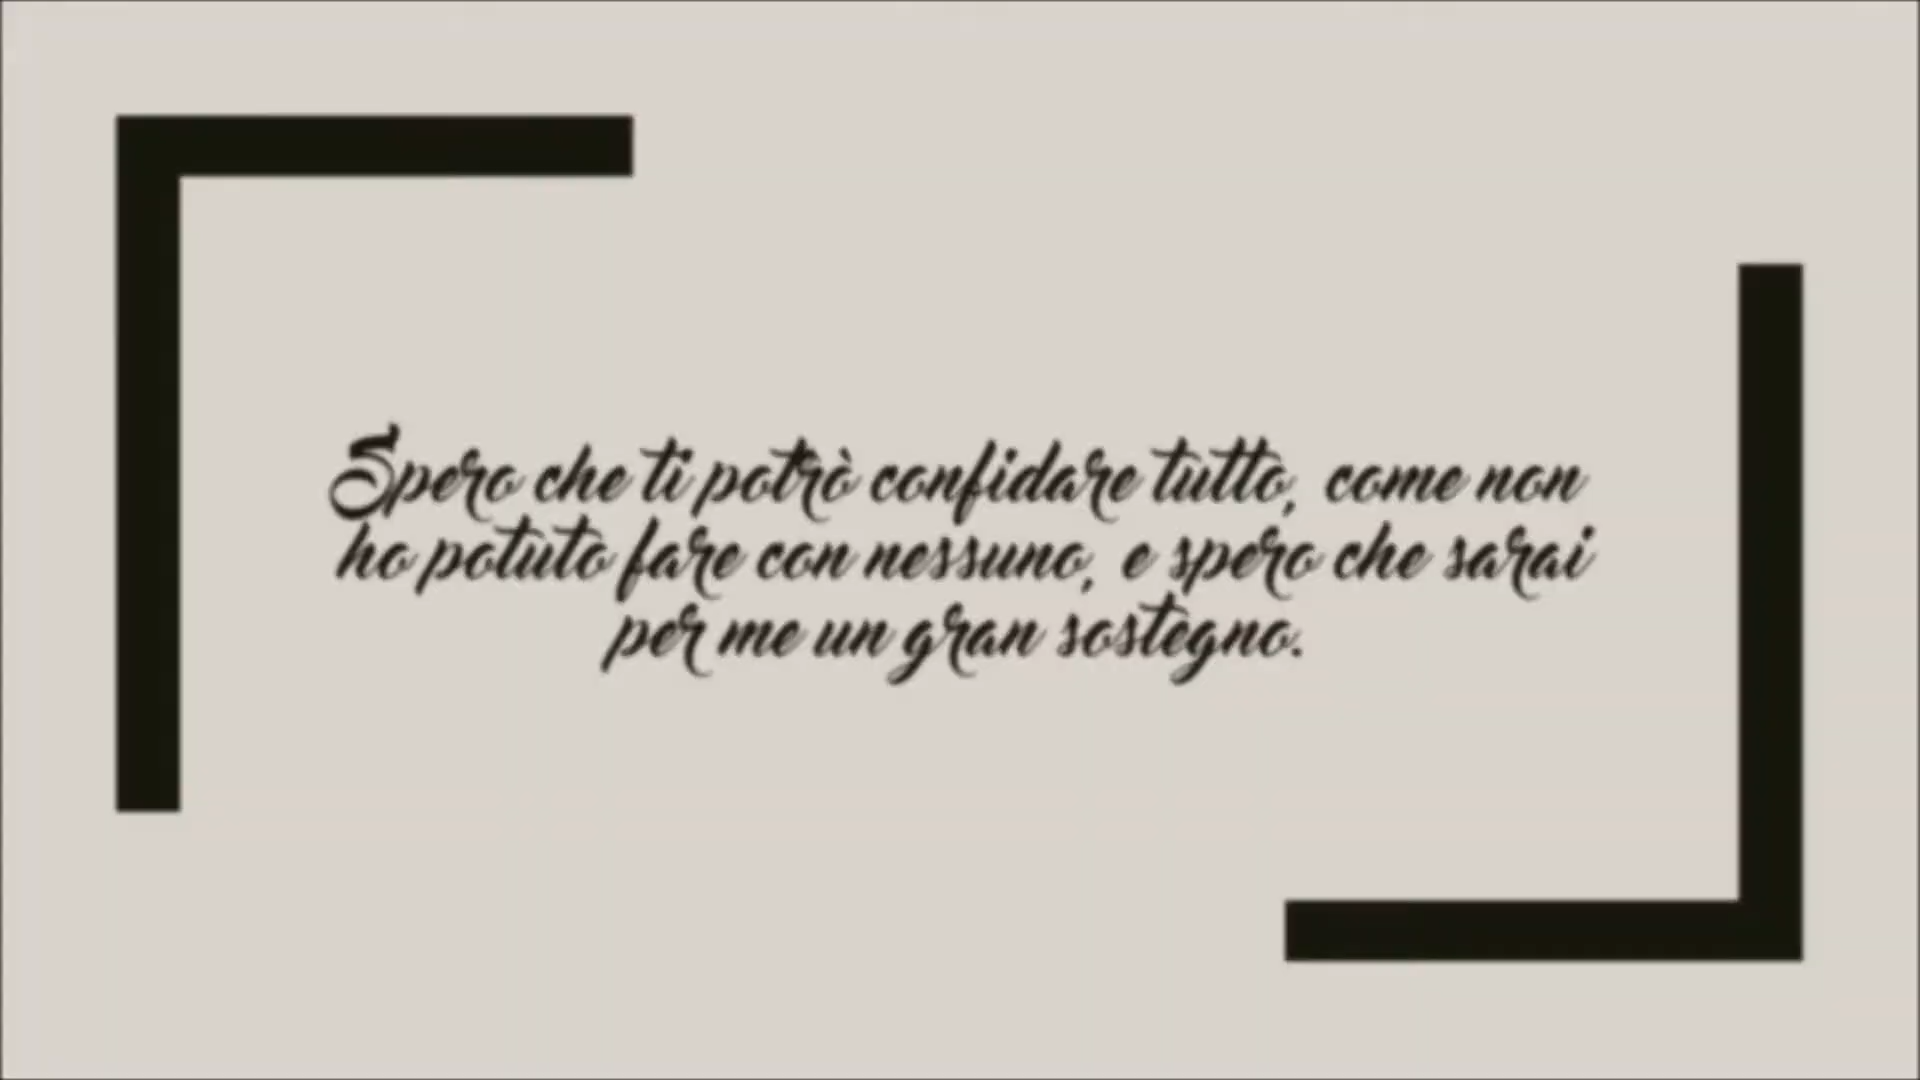 Spero che ti potrò confidare tutto, come non
ho potuto fare con nessuno, e spero che sarai
per me un gran sostegno.